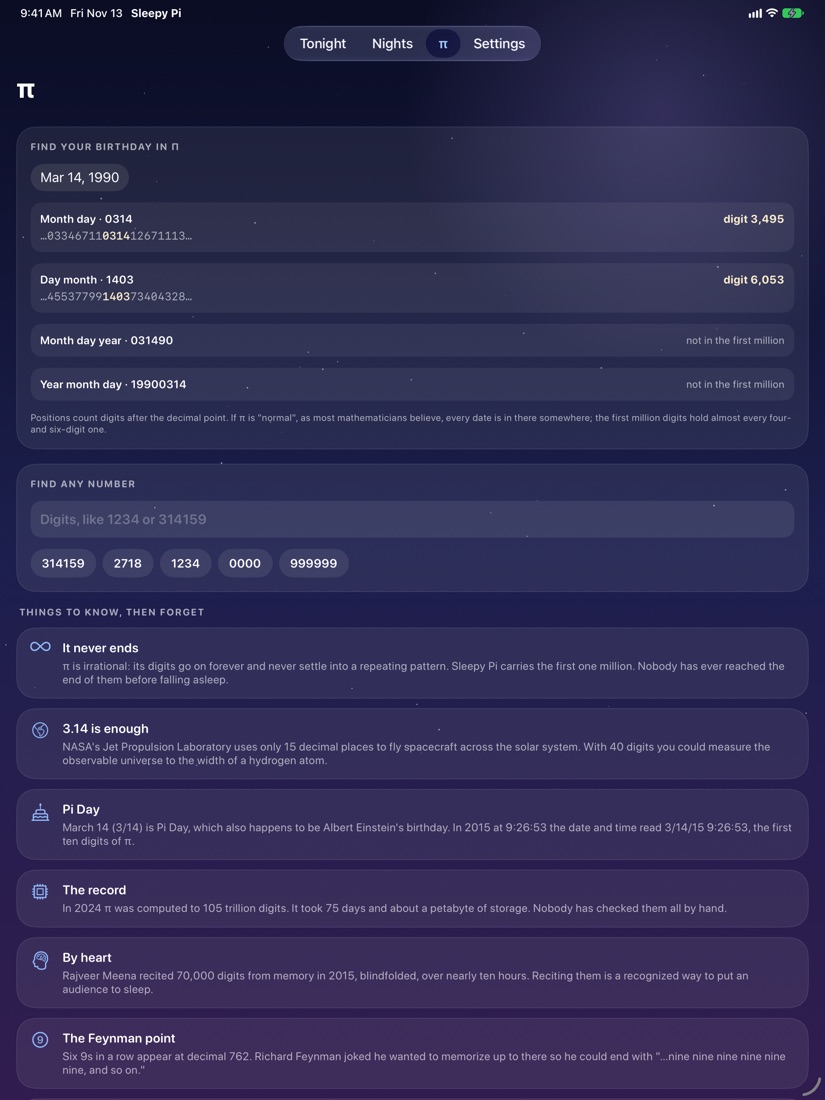 9:41 AM Fri Nov 13 Sleepy Pi
Tonight Nights π Settings
π
FIND YOUR BIRTHDAY IN Π
Mar 14, 1990
Month day · 0314 digit 3,495
…03346711031412671113…
Day month · 1403 digit 6,053
…45537799140373404328…
Month day year · 031490 not in the first million
Year month day · 19900314 not in the first million
Positions count digits after the decimal point. If π is "normal", as most mathematicians believe, every date is in there somewhere; the first million digits hold almost every four-
and six-digit one.
FIND ANY NUMBER
Digits, like 1234 or 314159
314159 2718 1234 0000 999999
THINGS TO KNOW, THEN FORGET
It never ends
π is irrational: its digits go on forever and never settle into a repeating pattern. Sleepy Pi carries the first one million. Nobody has ever reached the
end of them before falling asleep.
3.14 is enough
NASA's Jet Propulsion Laboratory uses only 15 decimal places to fly spacecraft across the solar system. With 40 digits you could measure the
observable universe to the width of a hydrogen atom.
Pi Day
March 14 (3/14) is Pi Day, which also happens to be Albert Einstein's birthday. In 2015 at 9:26:53 the date and time read 3/14/15 9:26:53, the first
ten digits of π.
The record
In 2024 π was computed to 105 trillion digits. It took 75 days and about a petabyte of storage. Nobody has checked them all by hand.
By heart
Rajveer Meena recited 70,000 digits from memory in 2015, blindfolded, over nearly ten hours. Reciting them is a recognized way to put an
audience to sleep.
9
The Feynman point
Six 9s in a row appear at decimal 762. Richard Feynman joked he wanted to memorize up to there so he could end with "…nine nine nine nine nine
nine, and so on."